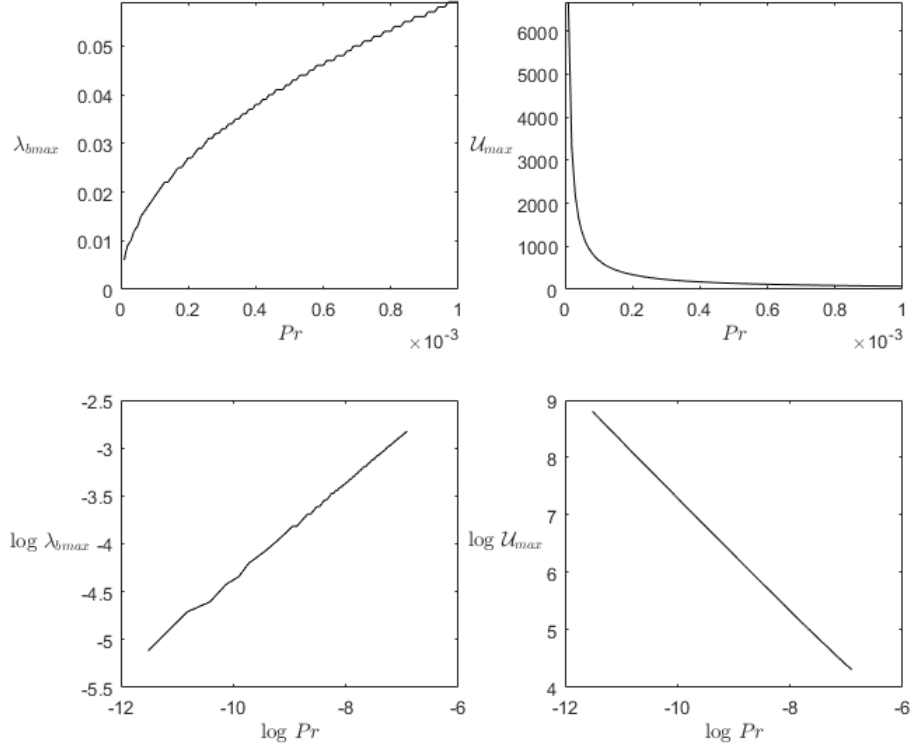 0.05
0.04
0.03
0.02
0.01
0
λ_bmax
0 0.2 0.4 0.6 0.8 1
Pr
×10⁻³
6000
5000
4000
3000
2000
1000
0
𝒰_max
0 0.2 0.4 0.6 0.8 1
Pr
×10⁻³
-2.5
-3
-3.5
log λ_bmax -4
-4.5
-5
-5.5
-12 -10 -8 -6
log Pr
9
8
7
log 𝒰_max
6
5
4
-12 -10 -8 -6
log Pr